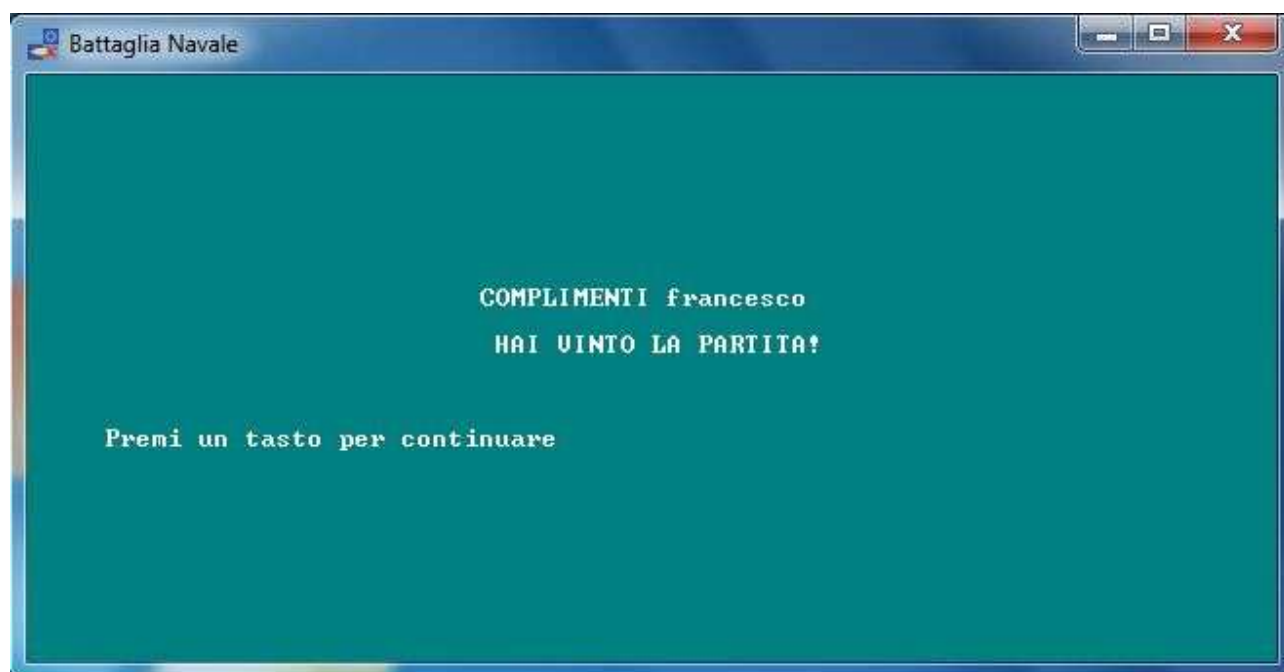 Battaglia Navale
COMPLIMENTI francesco
HAI VINTO LA PARTITA!
Premi un tasto per continuare